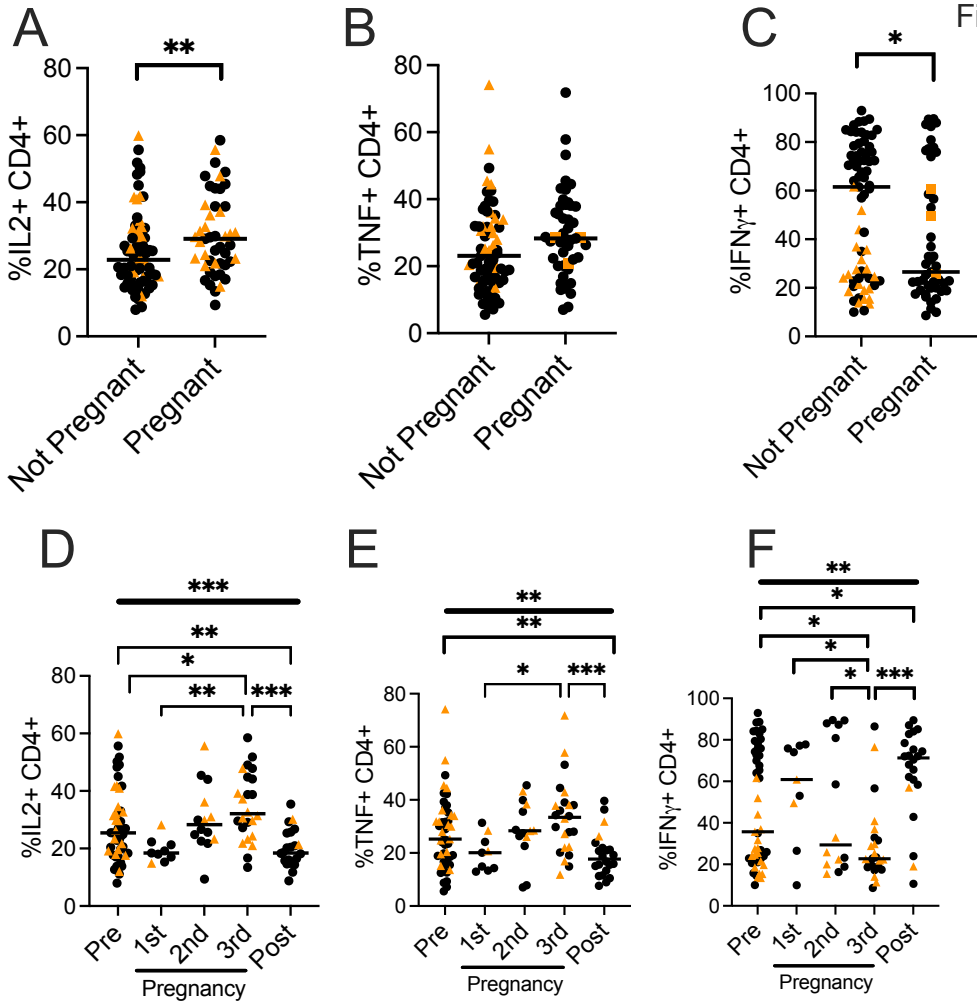 A
B
C
Fi
**
*
80
60
40
20
0
%IL2+ CD4+
Not Pregnant
Pregnant
80
60
40
20
0
%TNF+ CD4+
Not Pregnant
Pregnant
100
80
60
40
20
0
%IFNγ+ CD4+
Not Pregnant
Pregnant
D
E
F
***
**
*
**
***
80
60
40
20
0
%IL2+ CD4+
Pre
1st
2nd
3rd
Post
Pregnancy
**
**
*
***
80
60
40
20
0
%TNF+ CD4+
Pre
1st
2nd
3rd
Post
Pregnancy
**
*
*
*
*
***
100
80
60
40
20
0
%IFNγ+ CD4+
Pre
1st
2nd
3rd
Post
Pregnancy